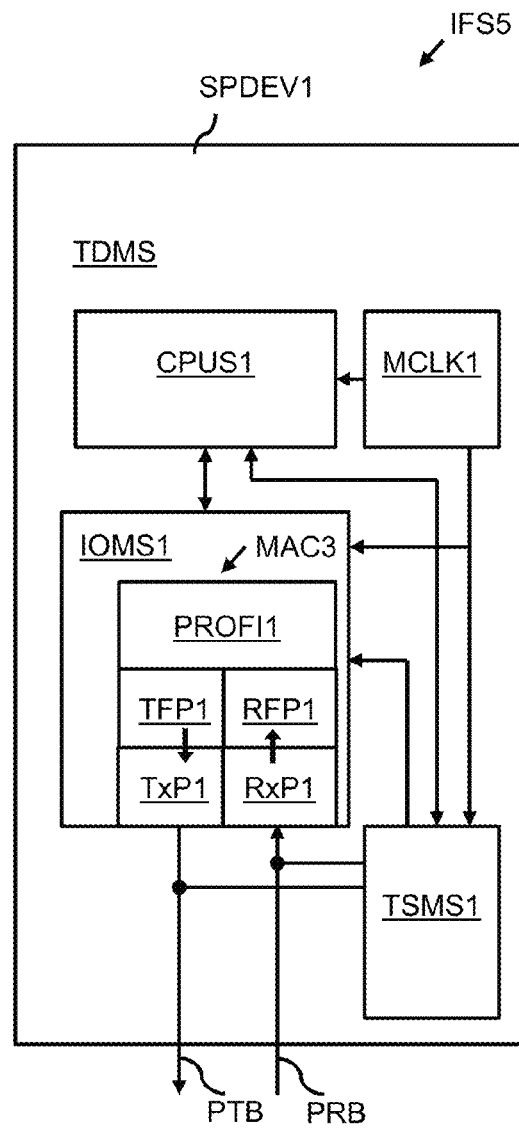 IFS5
SPDEV1
TDMS
CPUS1
MCLK1
IOMS1
MAC3
PROFI1
TFP1
RFP1
TxP1
RxP1
TSMS1
PTB
PRB